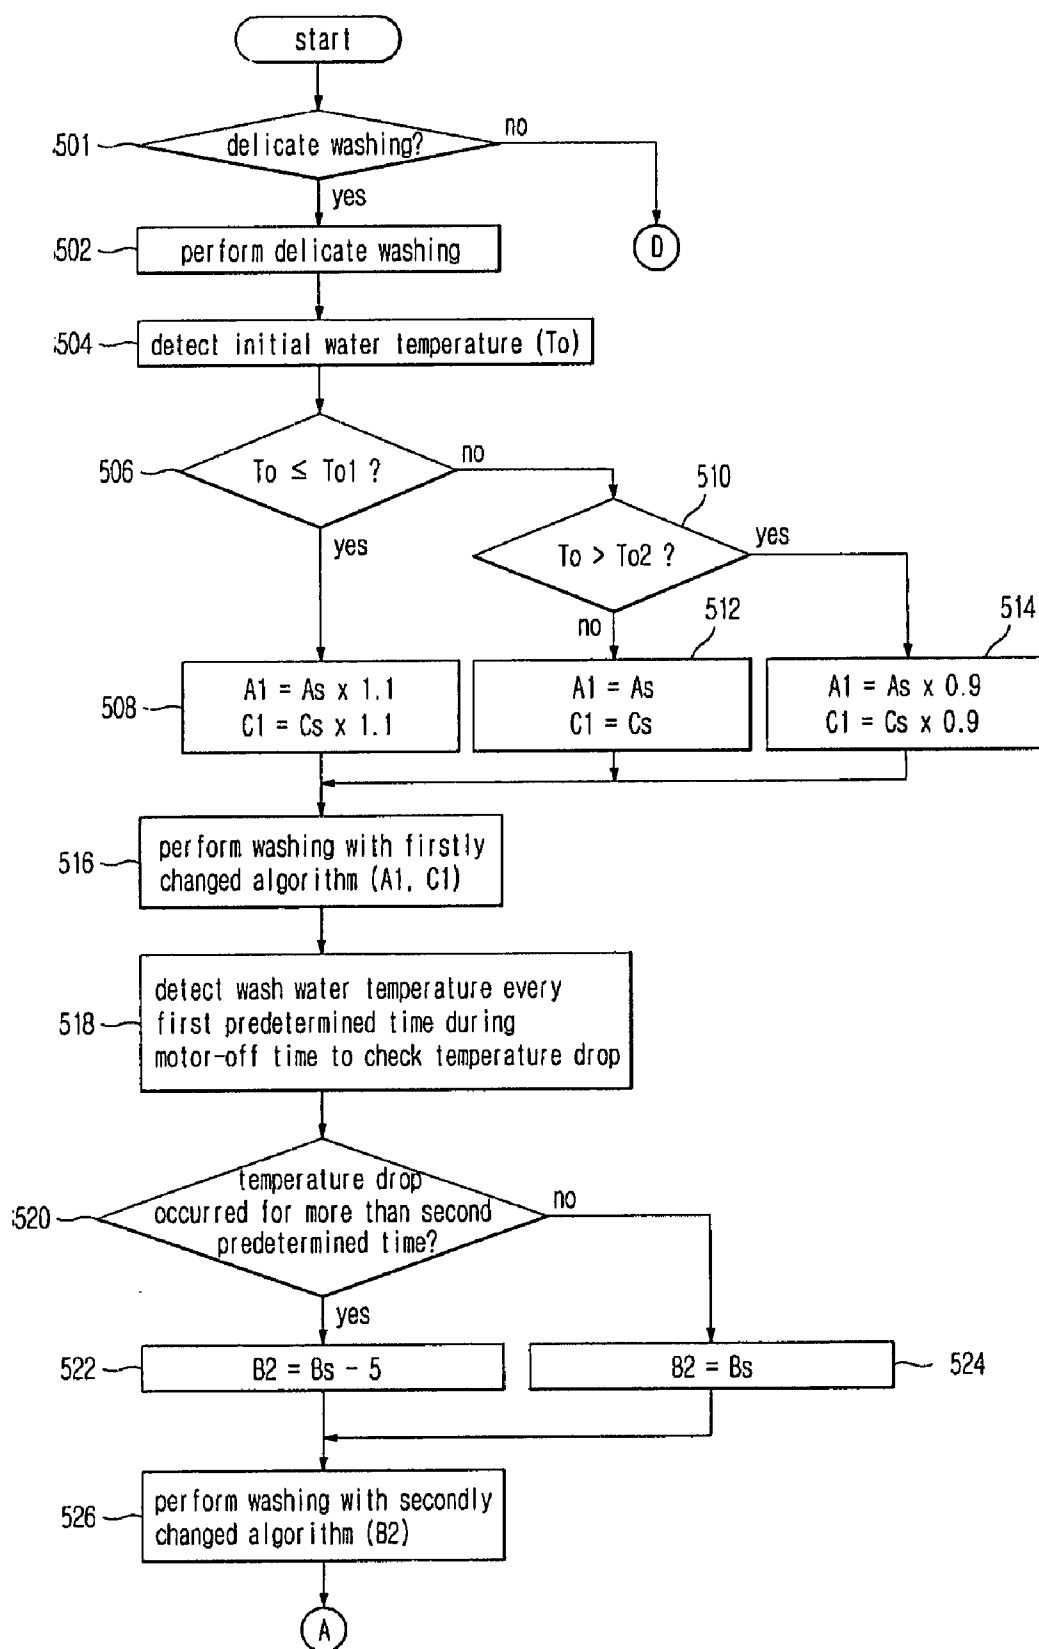 start
501
delicate washing?
no
yes
502
perform delicate washing
D
504
detect initial water temperature (To)
506
To ≤ To1 ?
no
yes
510
To > To2 ?
yes
no
512
514
508
A1 = As x 1.1
C1 = Cs x 1.1
A1 = As
C1 = Cs
A1 = As x 0.9
C1 = Cs x 0.9
516
perform washing with firstly
changed algorithm (A1, C1)
518
detect wash water temperature every
first predetermined time during
motor-off time to check temperature drop
520
temperature drop
occurred for more than second
predetermined time?
no
yes
522
B2 = Bs - 5
B2 = Bs
524
526
perform washing with secondly
changed algorithm (B2)
A